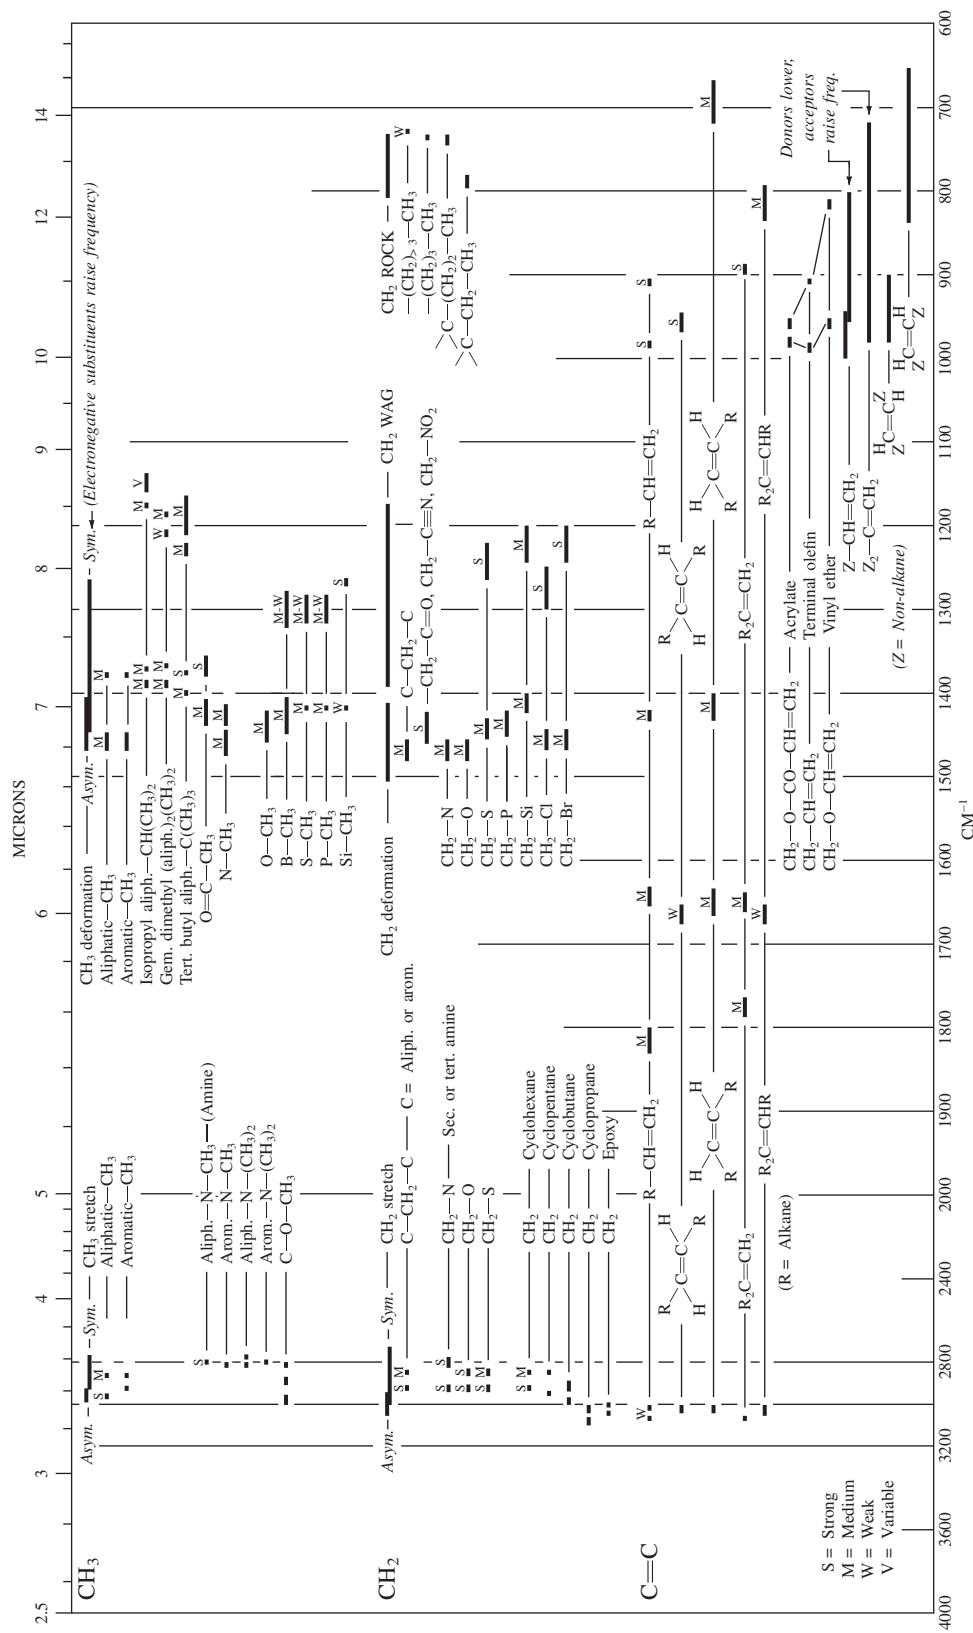 MICRONS
2.5 3 4 5 6 7 8 9 10 12 14
CH3
Asym. Sym. CH3 stretch
Aliphatic—CH3
Aromatic—CH3
S S M
Aliph.—N—CH3—(Amine)
Arom.—N—CH3
Aliph.—N—(CH3)2
Arom.—N—(CH3)2
C—O—CH3
S
CH3 deformation Asym. Sym. (Electronegative substituents raise frequency)
Aliphatic—CH3 M M
Aromatic—CH3
Isopropyl aliph.—CH(CH3)2 M M M V
Gem. dimethyl (aliph.)2(CH3)2 M M W M
Tert. butyl aliph.—C(CH3)3 M S M M
O=C—CH3 M S
N—CH3 M M
O—CH3 M
B—CH3 M M-W
S—CH3 M M-W
P—CH3 M M-W
Si—CH3 W S
CH2
Asym. Sym. CH2 stretch
S M C—CH2—C C = Aliph. or arom.
S S CH2—N Sec. or tert. amine
S S CH2—O
S M CH2—S
S M CH2 Cyclohexane
CH2 Cyclopentane
CH2 Cyclobutane
CH2 Cyclopropane
CH2 Epoxy
CH2 deformation CH2 WAG CH2 ROCK
M C—CH2—C —(CH2)>3—CH3 W
S CH2—C=O, CH2—C≡N, CH2—NO2 —(CH2)3—CH3
CH2—N M —C—(CH2)2—CH3
CH2—O M —C—CH2—CH3
CH2—S M S
CH2—P M
CH2—Si M M
CH2—Cl M S
CH2—Br M S
C=C
W R—CH=CH2 M M M R—CH=CH2 S S
R H C=C H R W R H C=C H R S
H H C=C R R M M H H C=C R R M
R2C=CH2 M M R2C=CH2 S
R2C=CHR W R2C=CHR M
(R = Alkane)
CH2—O—CO—CH=CH2 Acrylate
CH2—CH=CH2 Terminal olefin
CH2—O—CH=CH2 Vinyl ether
Z—CH=CH2
Z2—C=CH2
H Z C=C Z H
H H C=C Z Z
(Z = Non-alkane)
Donors lower,
acceptors
raise freq.
S = Strong
M = Medium
W = Weak
V = Variable
4000 3600 3200 2800 2400 2000 1900 1800 1700 1600 1500 1400 1300 1200 1100 1000 900 800 700 600
CM−1